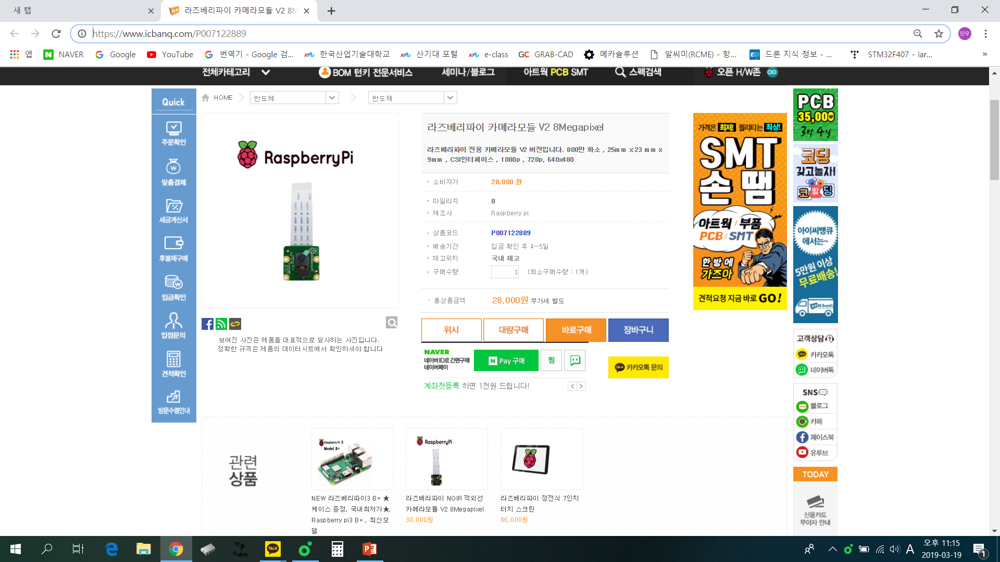 새 탭
라즈베리파이 카메라모듈 V2 8M
https://www.icbanq.com/P007122889
민우
앱
NAVER
Google
YouTube
번역기 - Google 검...
한국산업기술대학교
산기대 포털
e-class
GRAB-CAD
메카솔루션
알씨미(RCME) - 항...
드론 지식 정보 - ...
STM32F407 - iar...
»
전체카테고리
BOM 턴키 전문서비스
세미나/블로그
아트웍 PCB SMT
스펙검색
오픈 H/W존
Quick
주문확인
맞춤결제
세금계산서
후불제구매
입금확인
입점문의
견적확인
방문수령안내
HOME
반도체
반도체
RaspberryPi
보여진 사진은 제품을 대표적으로 묘사하는 사진입니다.
정확한 규격은 제품의 데이터시트에서 확인하셔야 합니다
라즈베리파이 카메라모듈 V2 8Megapixel
라즈베리파이 전용 카메라모듈 V2 버전입니다. 800만 화소 , 25mm x 23 mm x
9mm , CSI인터페이스 , 1080p , 720p, 640x480
· 소비자가 28,000 원
· 마일리지 0
· 제조사 Raspberry pi
· 상품코드 P007122889
· 배송기간 입금 확인 후 4~5일
· 재고위치 국내 재고
· 구매수량 1 (최소구매수량 : 1개)
· 총상품금액 28,000원 부가세 별도
위시
대량구매
바로구매
장바구니
NAVER
네이버ID로 간편구매
네이버페이
N Pay 구매
찜
TALK 카카오톡 문의
계좌첫등록 하면 1천원 드립니다!
가격은 최저! 퀄리티는 최상!
SMT
손땜
아트웍 / 부품
PCB / SMT
한방에
가즈아
견적요청 지금 바로 GO!
PCB
35,000₩
3박 4일
코딩
갖고놀자!
코알딩
아이씨뱅큐
에서는~
5만원 이상
무료배송!
ICbanQ
고객상담
TALK 카카오톡
네이버톡
SNS
블로그
카페
페이스북
유투브
TODAY
신용카드
무이자 안내
관련
상품
Raspberry Pi 3
Model B+
NEW 라즈베리파이3 B+ ★
케이스 증정, 국내최저가★,
Raspberry pi3 B+ , 최신모
델
RaspberryPi
라즈베리파이 NOIR 적외선
카메라모듈 V2 8Megapixel
30,000원
라즈베리파이 정전식 7인치
터치 스크린
86,000원
My
Robot
TALK
A
오후 11:15
2019-03-19
1